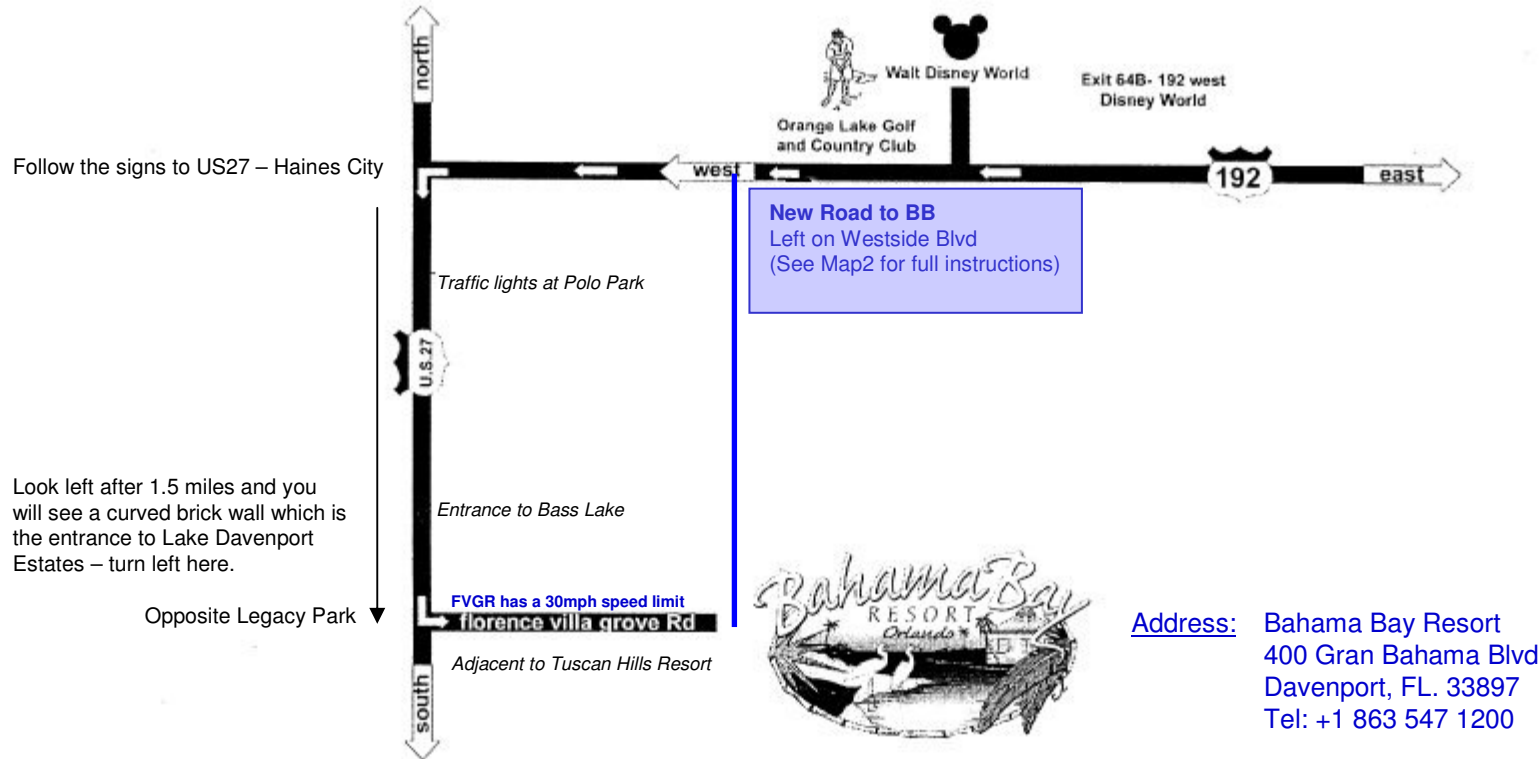 north
Walt Disney World
Exit 64B- 192 west
Disney World
Orange Lake Golf
and Country Club
Follow the signs to US27 – Haines City
west
192
east
New Road to BB
Left on Westside Blvd
(See Map2 for full instructions)
Traffic lights at Polo Park
U.S.27
Look left after 1.5 miles and you
will see a curved brick wall which is
the entrance to Lake Davenport
Estates – turn left here.
Entrance to Bass Lake
Opposite Legacy Park
FVGR has a 30mph speed limit
florence villa grove Rd
Adjacent to Tuscan Hills Resort
south
Bahama Bay
RESORT
Orlando
Address: Bahama Bay Resort
400 Gran Bahama Blvd
Davenport, FL. 33897
Tel: +1 863 547 1200